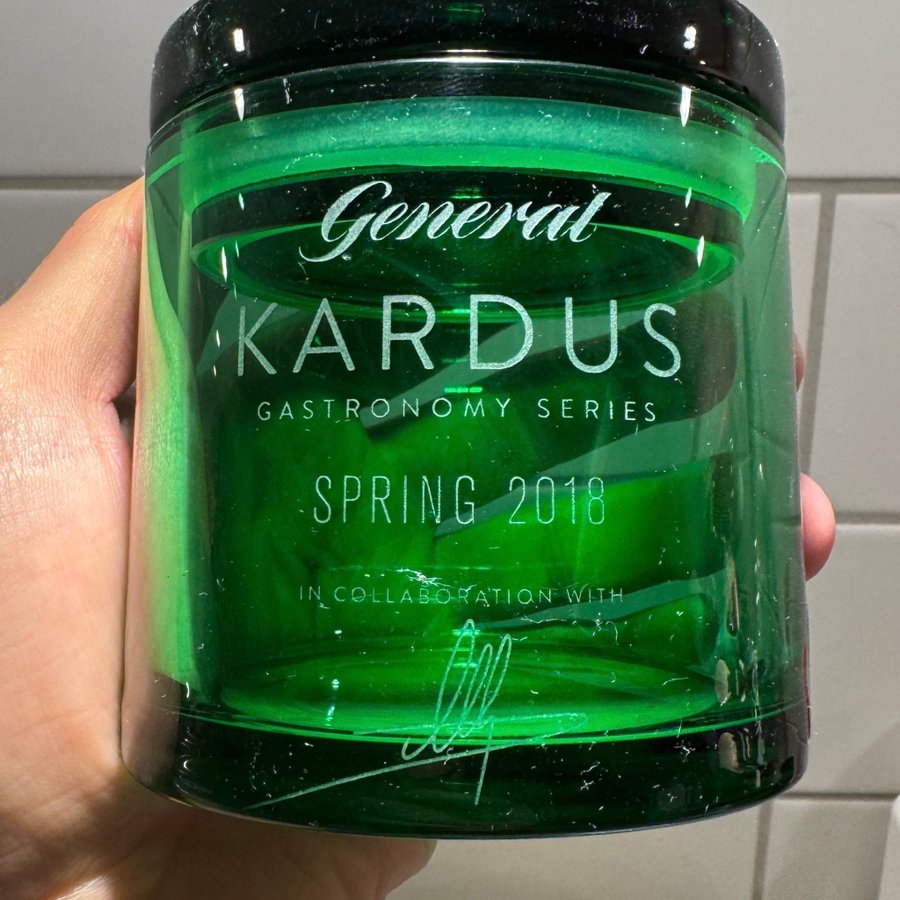 General
KARDUS
GASTRONOMY SERIES
SPRING 2018
IN COLLABORATION WITH